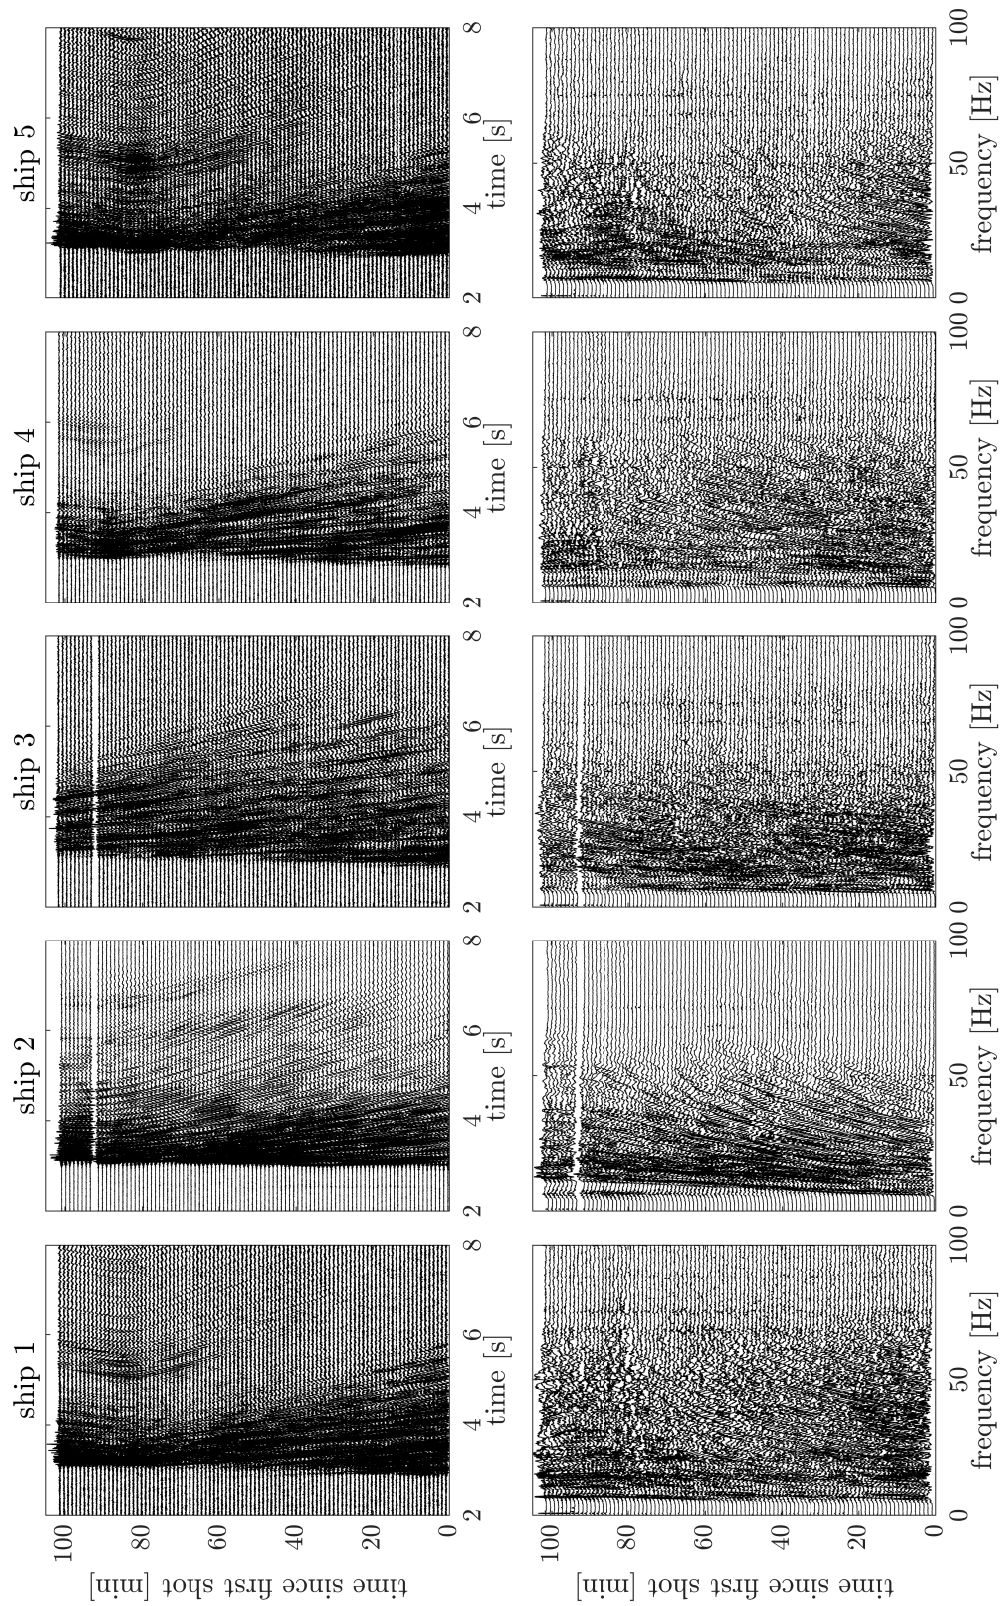 ship 1 ship 2 ship 3 ship 4 ship 5
time since first shot [min]
100
80
60
40
20
0
2 4 6 8 2 4 6 8 2 4 6 8 2 4 6 8 2 4 6 8
time [s] time [s] time [s] time [s] time [s]
time since first shot [min]
100
80
60
40
20
0
0 50 100 0 50 100 0 50 100 0 50 100 0 50 100
frequency [Hz] frequency [Hz] frequency [Hz] frequency [Hz] frequency [Hz]